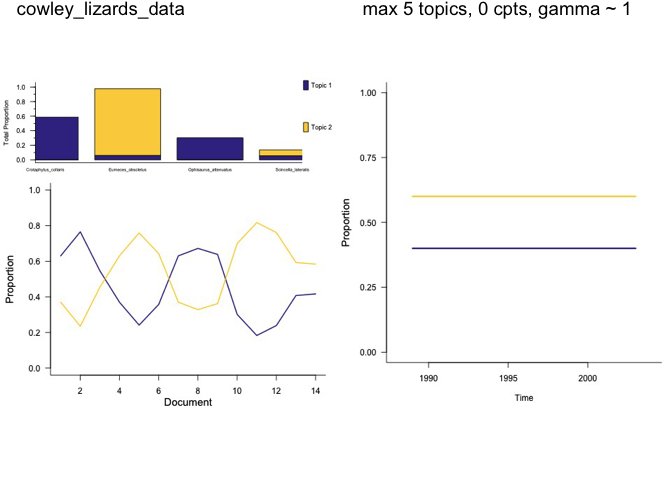 cowley_lizards_data
max 5 topics, 0 cpts, gamma ~ 1
Total Proportion
1.0
0.8
0.6
0.4
0.2
0.0
Topic 1
Topic 2
Crotaphytus_collaris
Eumeces_obsoletus
Ophisaurus_attenuatus
Scincella_lateralis
Proportion
1.0
0.8
0.6
0.4
0.2
0.0
2 4 6 8 10 12 14
Document
Proportion
1.00
0.75
0.50
0.25
0.00
1990 1995 2000
Time